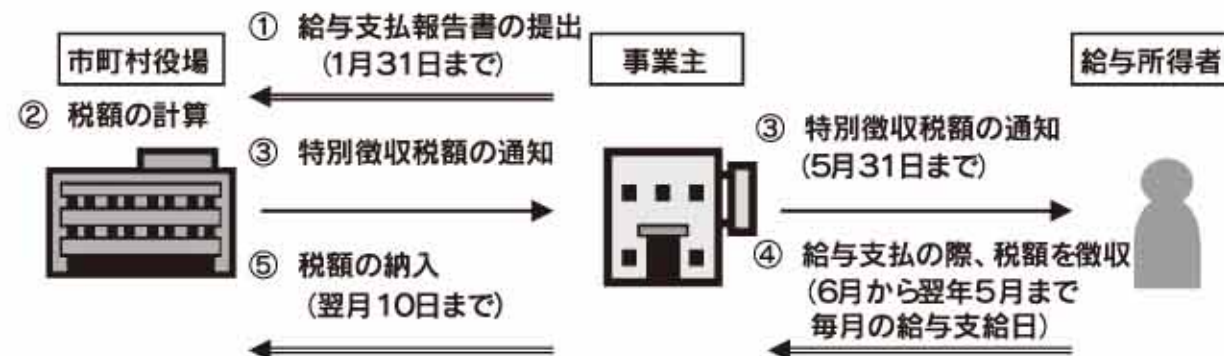 市町村役場
① 給与支払報告書の提出
(1月31日まで)
事業主
給与所得者
② 税額の計算
③ 特別徴収税額の通知
③ 特別徴収税額の通知
(5月31日まで)
⑤ 税額の納入
(翌月10日まで)
④ 給与支払の際、税額を徴収
(6月から翌年5月まで
毎月の給与支給日)